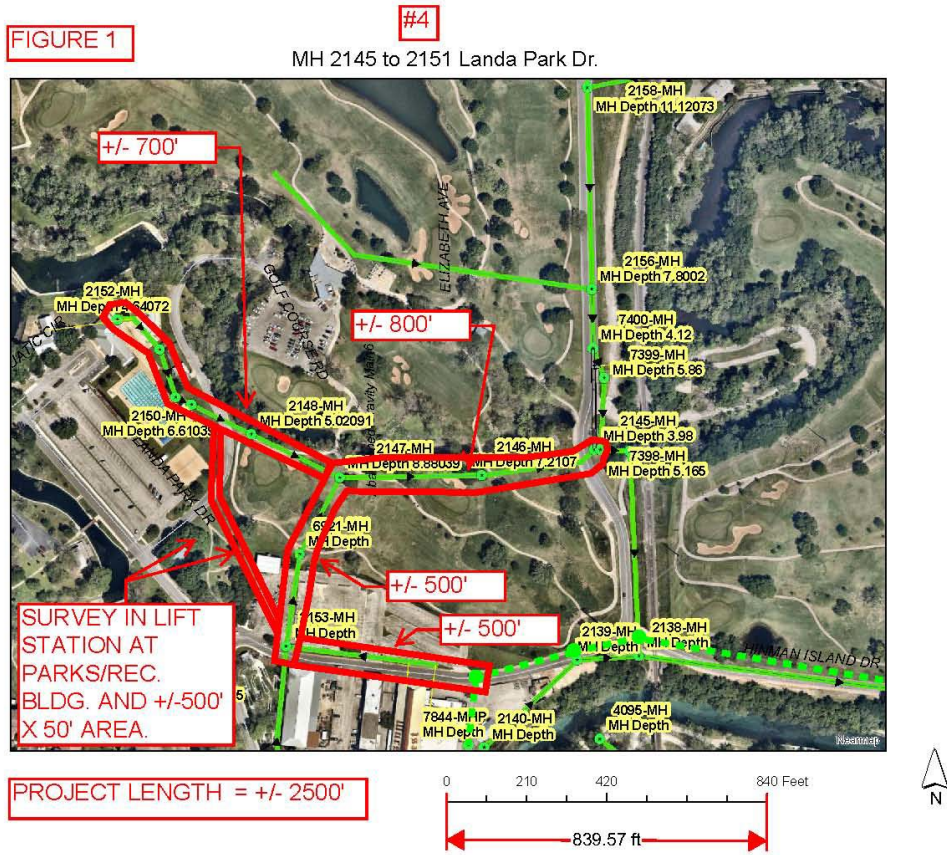 #4
FIGURE 1
MH 2145 to 2151 Landa Park Dr.
2158-MH
MH Depth 11.12073
+/- 700'
ELIZABETH AVE
2156-MH
MH Depth 7.8002
GOLF COURSE RD
2152-MH
MH Depth 4.64072
+/- 800'
7400-MH
MH Depth 4.12
7399-MH
MH Depth 5.86
2150-MH
MH Depth 6.61035
2148-MH
MH Depth 5.02091
2147-MH
MH Depth 8.88039
2146-MH
MH Depth 7.2107
2145-MH
MH Depth 3.98
7398-MH
MH Depth 5.165
LANDA PARK DR
6921-MH
MH Depth
+/- 500'
2153-MH
MH Depth
+/- 500'
SURVEY IN LIFT
STATION AT
PARKS/REC.
BLDG. AND +/-500'
X 50' AREA.
2139-MH
MH Depth
2138-MH
MH Depth
HINMAN ISLAND DR
7844-MHP
MH Depth
2140-MH
MH Depth
4095-MH
MH Depth
Nearmap
PROJECT LENGTH = +/- 2500'
0 210 420 840 Feet
839.57 ft
N